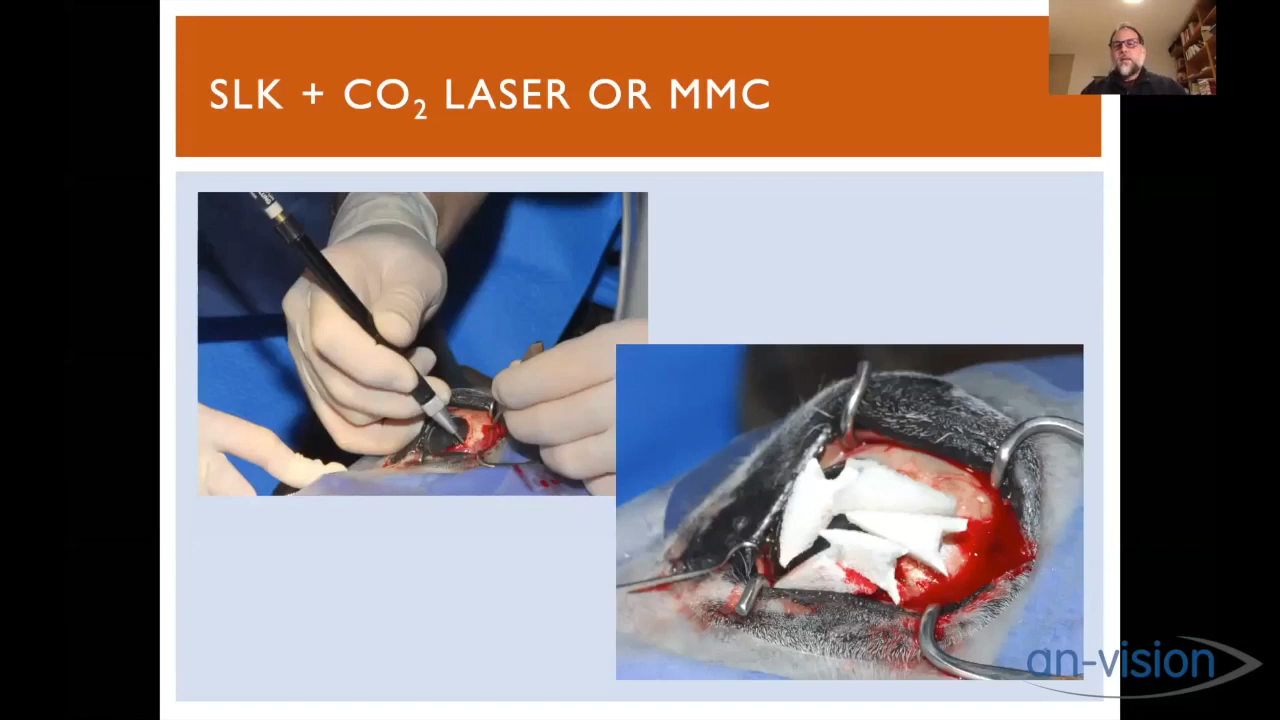 SLK + CO₂ LASER OR MMC
an-vision